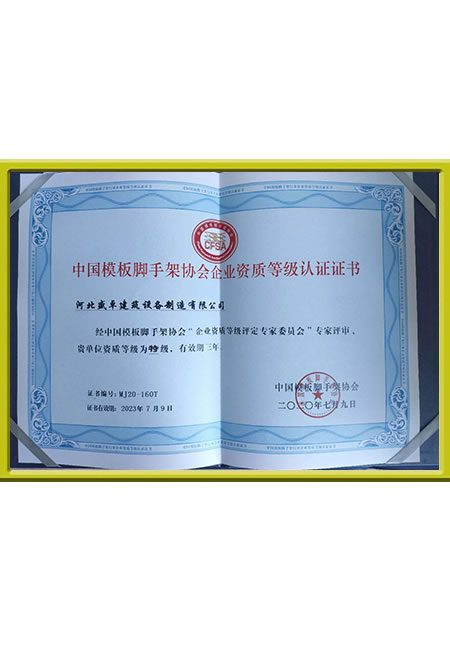 CFSA
中国模板脚手架协会企业资质等级认证证书
河北盛卓建筑设备制造有限公司
经中国模板脚手架协会“企业资质等级评定专家委员会”专家评审,
贵单位资质等级为特级, 有效期三年.
证书编号: MJ20-160T
证书有效期: 2023年7月9日
中国模板脚手架协会
二〇二〇年七月九日